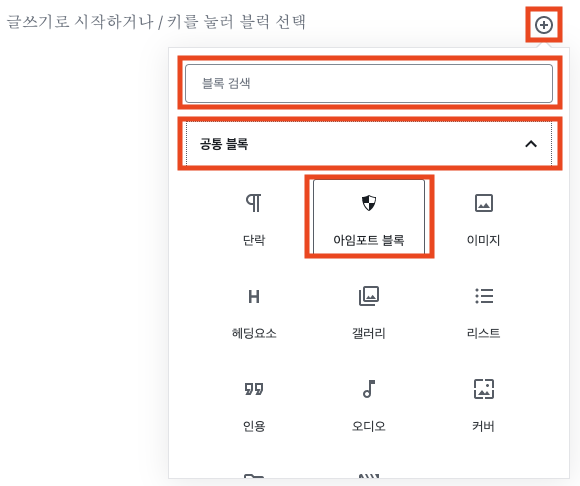 글쓰기로 시작하거나 / 키를 눌러 블럭 선택
블록 검색
공통 블록
단락
아임포트 블록
이미지
헤딩요소
갤러리
리스트
인용
오디오
커버